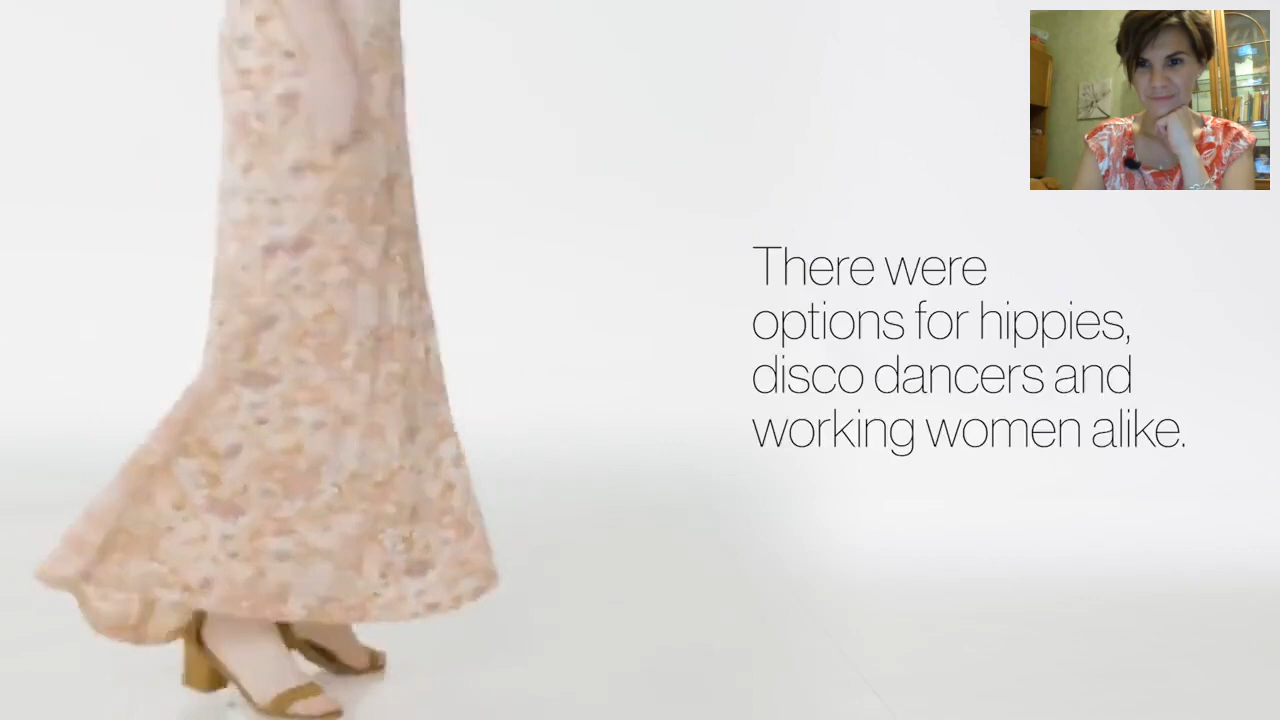 There were
options for hippies,
disco dancers and
working women alike.